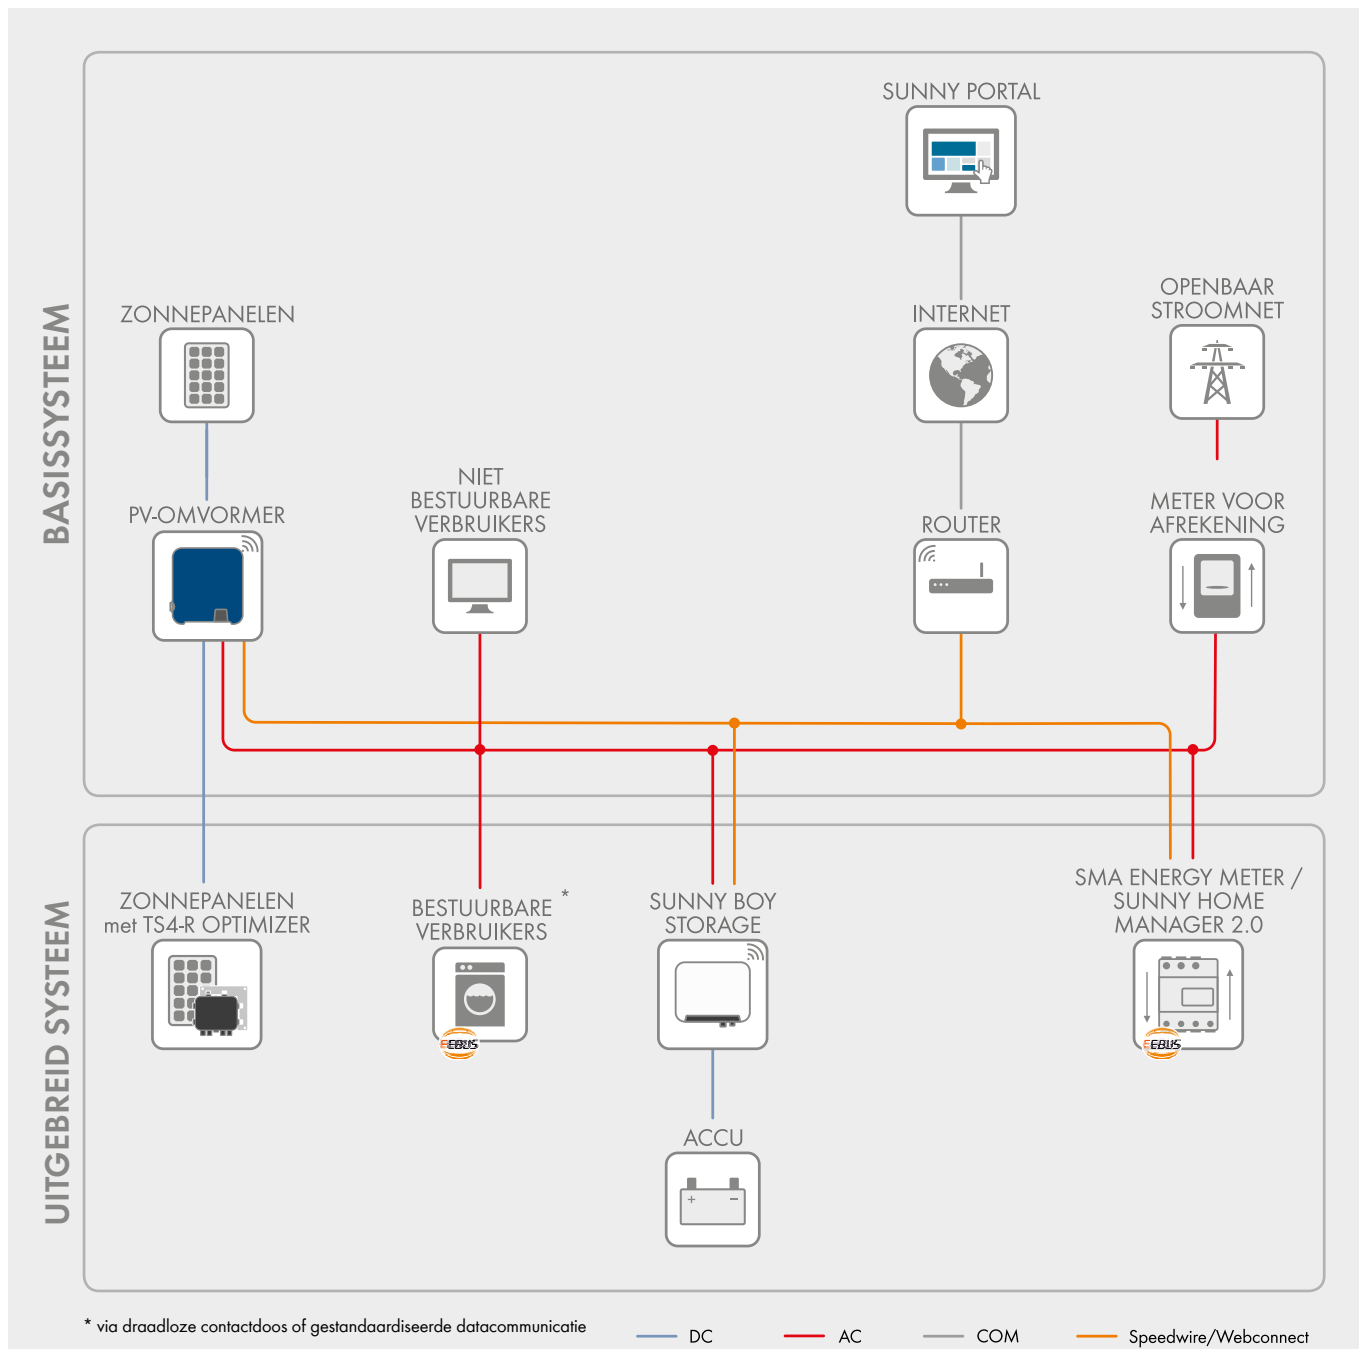 SUNNY PORTAL
BASISSYSTEEM
ZONNEPANELEN
INTERNET
OPENBAAR
STROOMNET
PV-OMVORMER
NIET
BESTUURBARE
VERBRUIKERS
ROUTER
METER VOOR
AFREKENING
UITGEBREID SYSTEEM
ZONNEPANELEN
met TS4-R OPTIMIZER
BESTUURBARE *
VERBRUIKERS
EEBUS
SUNNY BOY
STORAGE
SMA ENERGY METER /
SUNNY HOME
MANAGER 2.0
EEBUS
ACCU
+ −
* via draadloze contactdoos of gestandaardiseerde datacommunicatie
DC
AC
COM
Speedwire/Webconnect